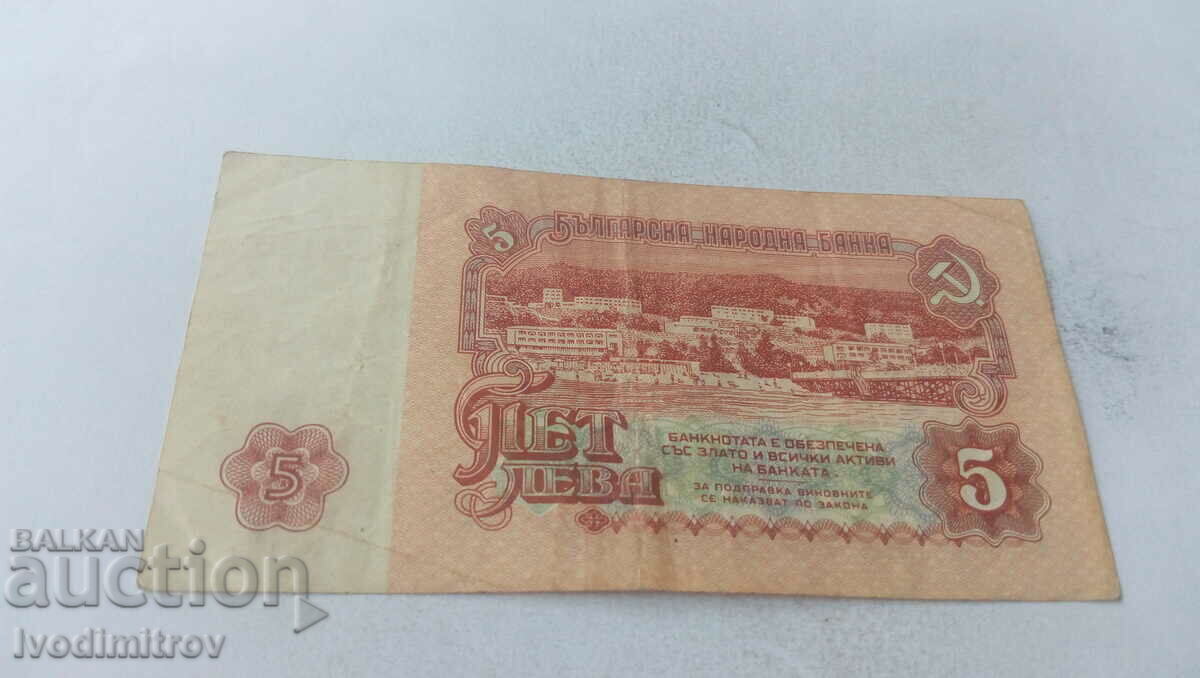 5 БЪЛГАРСКА НАРОДНА БАНКА
ПЕТ
ЛЕВА
БАНКНОТАТА Е ОБЕЗПЕЧЕНА
СЪС ЗЛАТО И ВСИЧКИ АКТИВИ
НА БАНКАТА.
ЗА ПОДПРАВКА ВИНОВНИТЕ
СЕ НАКАЗВАТ ПО ЗАКОНА
5
5
BALKAN
auction
Ivodimitrov